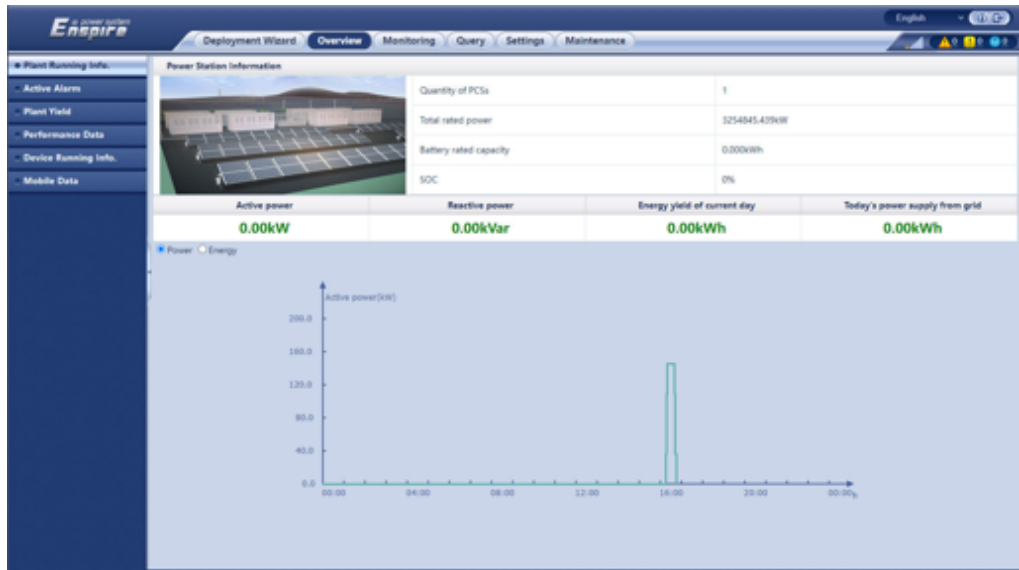 e power system
Enspire
English
Deployment Wizard Overview Monitoring Query Settings Maintenance
Plant Running Info.
Active Alarm
Plant Yield
Performance Data
Device Running Info.
Mobile Data
Power Station Information
Quantity of PCSs 1
Total rated power 3254845.439kW
Battery rated capacity 0.000kWh
SOC 0%
Active power Reactive power Energy yield of current day Today's power supply from grid
0.00kW 0.00kVar 0.00kWh 0.00kWh
Power Energy
Active power(kW)
200.0
160.0
120.0
80.0
40.0
0.0
00:00 04:00 08:00 12:00 16:00 20:00 00:00 h